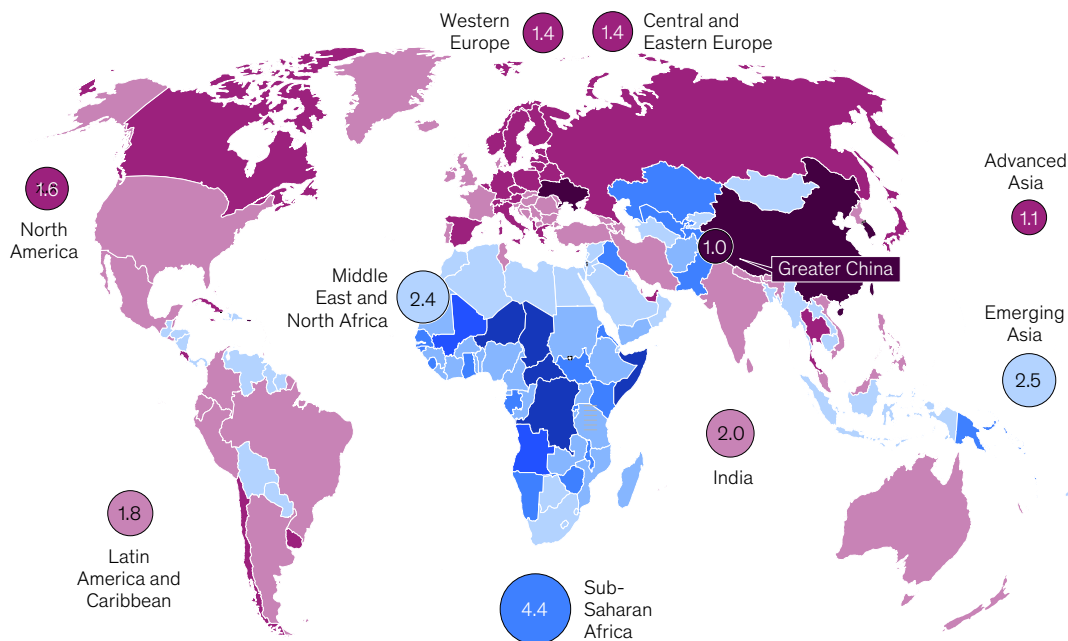 Western
Europe
1.4
1.4
Central and
Eastern Europe
1.6
North
America
Advanced
Asia
1.1
1.0
Greater China
Middle
East and
North Africa
2.4
Emerging
Asia
2.5
2.0
India
1.8
Latin
America and
Caribbean
4.4
Sub-
Saharan
Africa